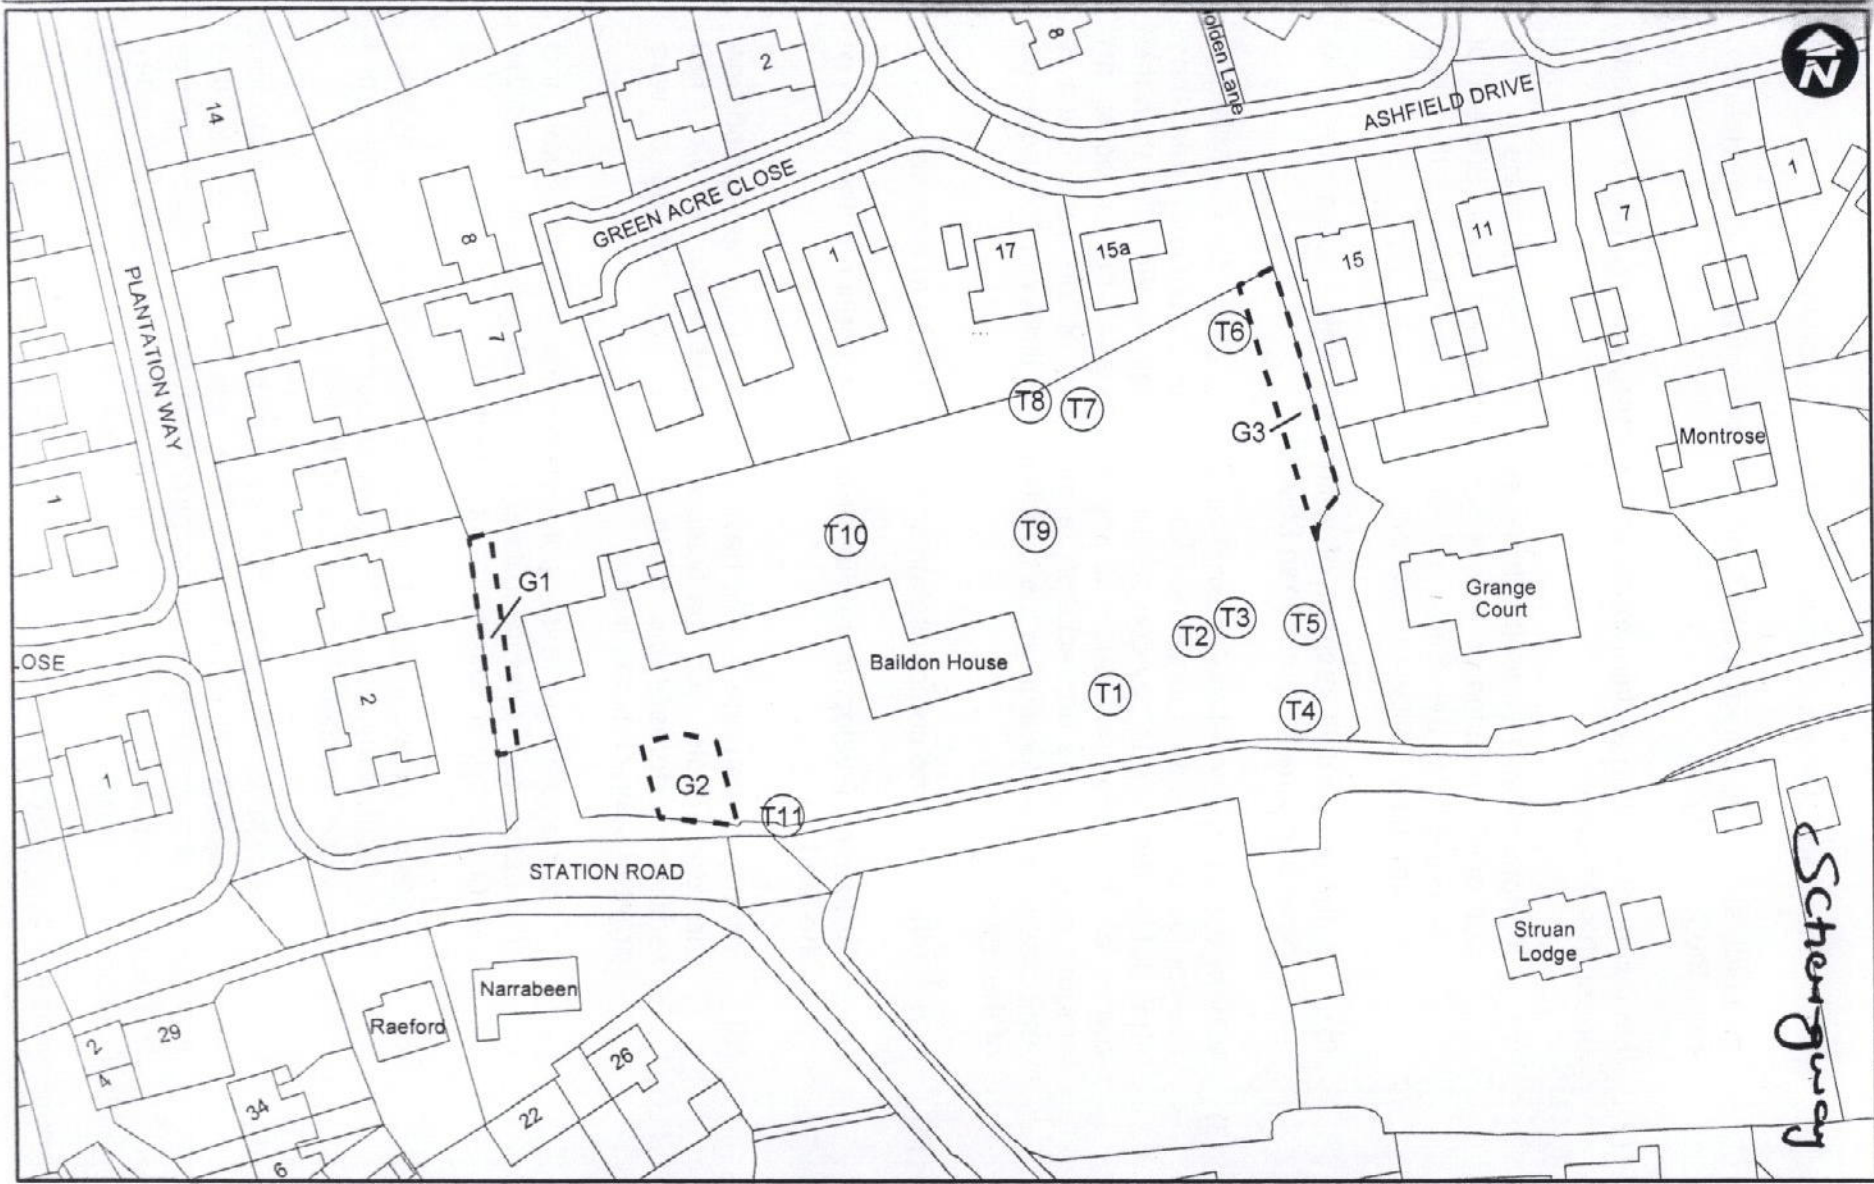 8
olden Lane
N
2
14
ASHFIELD DRIVE
GREEN ACRE CLOSE
1
7
11
8
1
17
15a
15
PLANTATION WAY
7
T6
T8
T7
G3
Montrose
1
T10
T9
G1
Grange
Court
T3
T5
T2
LOSE
Baildon House
2
T1
T4
1
G2
T11
STATION ROAD
Struan
Lodge
Narrabeen
Raeford
29
2
4
26
34
22
6